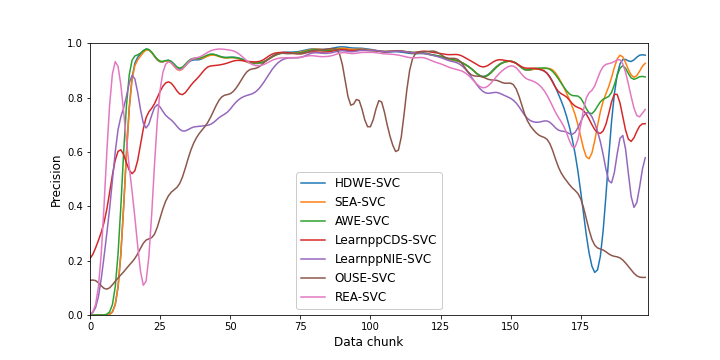 1.0
0.8
0.6
0.4
0.2
0.0
Precision
HDWE-SVC
SEA-SVC
AWE-SVC
LearnppCDS-SVC
LearnppNIE-SVC
OUSE-SVC
REA-SVC
0 25 50 75 100 125 150 175
Data chunk